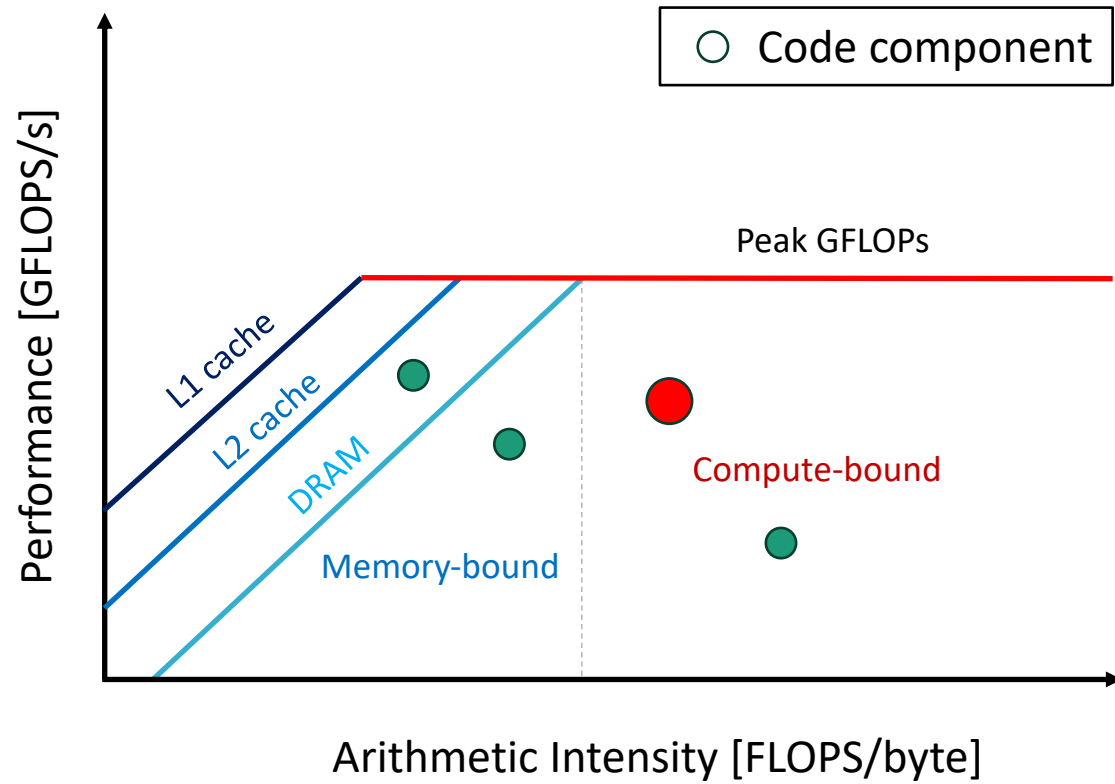 Code component
Performance [GFLOPS/s]
Peak GFLOPs
L1 cache
L2 cache
DRAM
Compute-bound
Memory-bound
Arithmetic Intensity [FLOPS/byte]